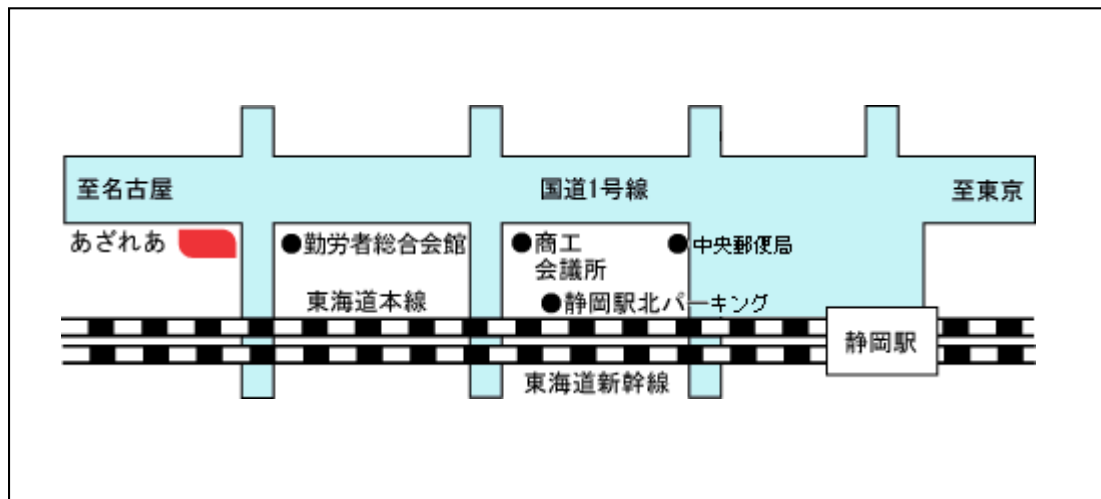 至名古屋
国道1号線
至東京
あざれあ
●勤労者総合会館
●商工
会議所
●中央郵便局
東海道本線
●静岡駅北パーキング
静岡駅
東海道新幹線